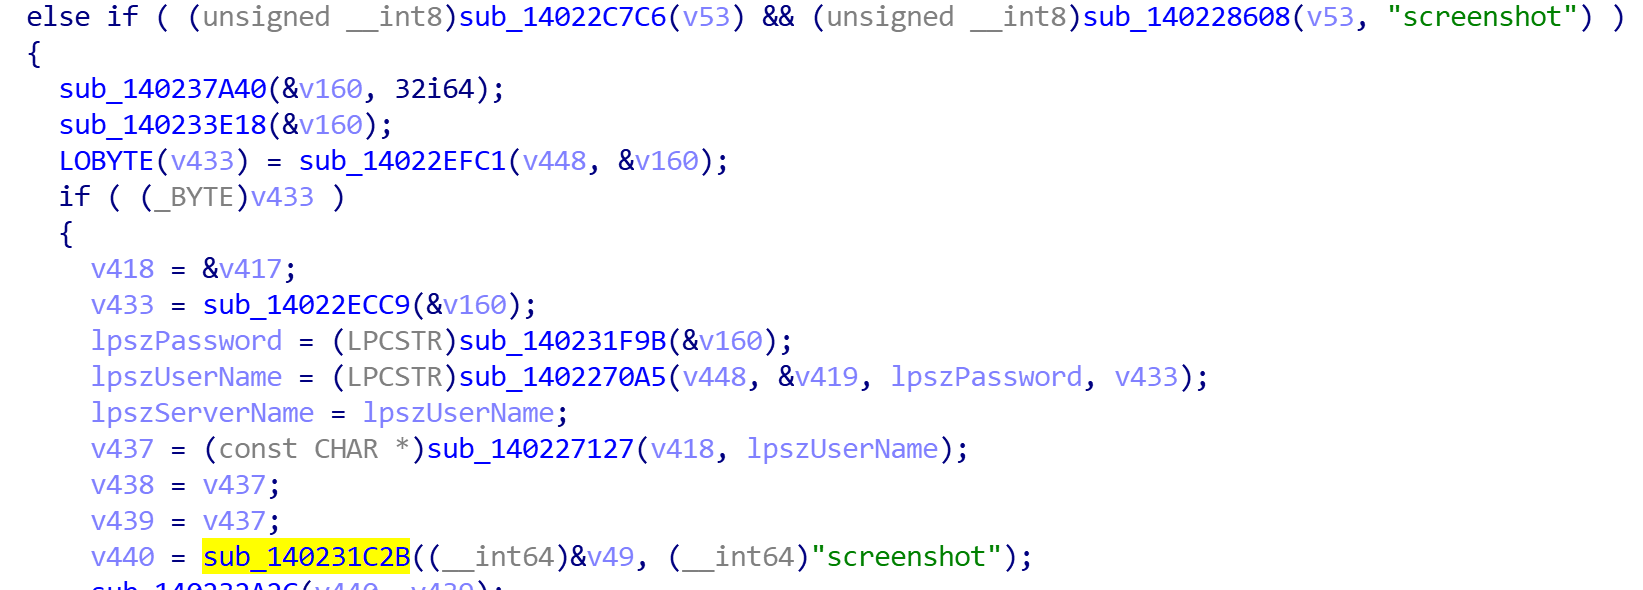 else if ( (unsigned __int8)sub_14022C7C6(v53) && (unsigned __int8)sub_140228608(v53, "screenshot") )
{
sub_140237A40(&v160, 32i64);
sub_140233E18(&v160);
LOBYTE(v433) = sub_14022EFC1(v448, &v160);
if ( (_BYTE)v433 )
{
v418 = &v417;
v433 = sub_14022ECC9(&v160);
lpszPassword = (LPCSTR)sub_140231F9B(&v160);
lpszUserName = (LPCSTR)sub_1402270A5(v448, &v419, lpszPassword, v433);
lpszServerName = lpszUserName;
v437 = (const CHAR *)sub_140227127(v418, lpszUserName);
v438 = v437;
v439 = v437;
v440 = sub_140231C2B((__int64)&v49, (__int64)"screenshot");